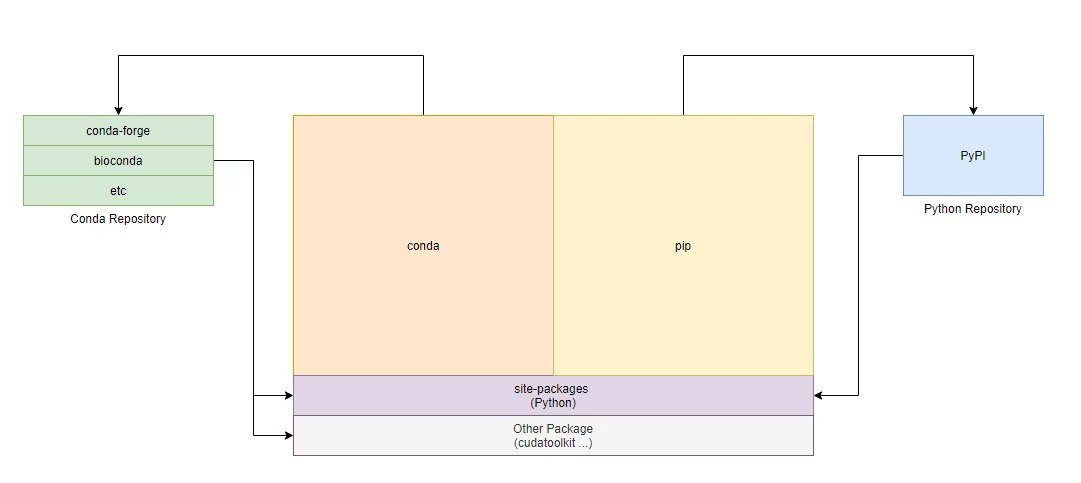 conda-forge
bioconda
etc
Conda Repository
conda
pip
PyPI
Python Repository
site-packages
(Python)
Other Package
(cudatoolkit ...)